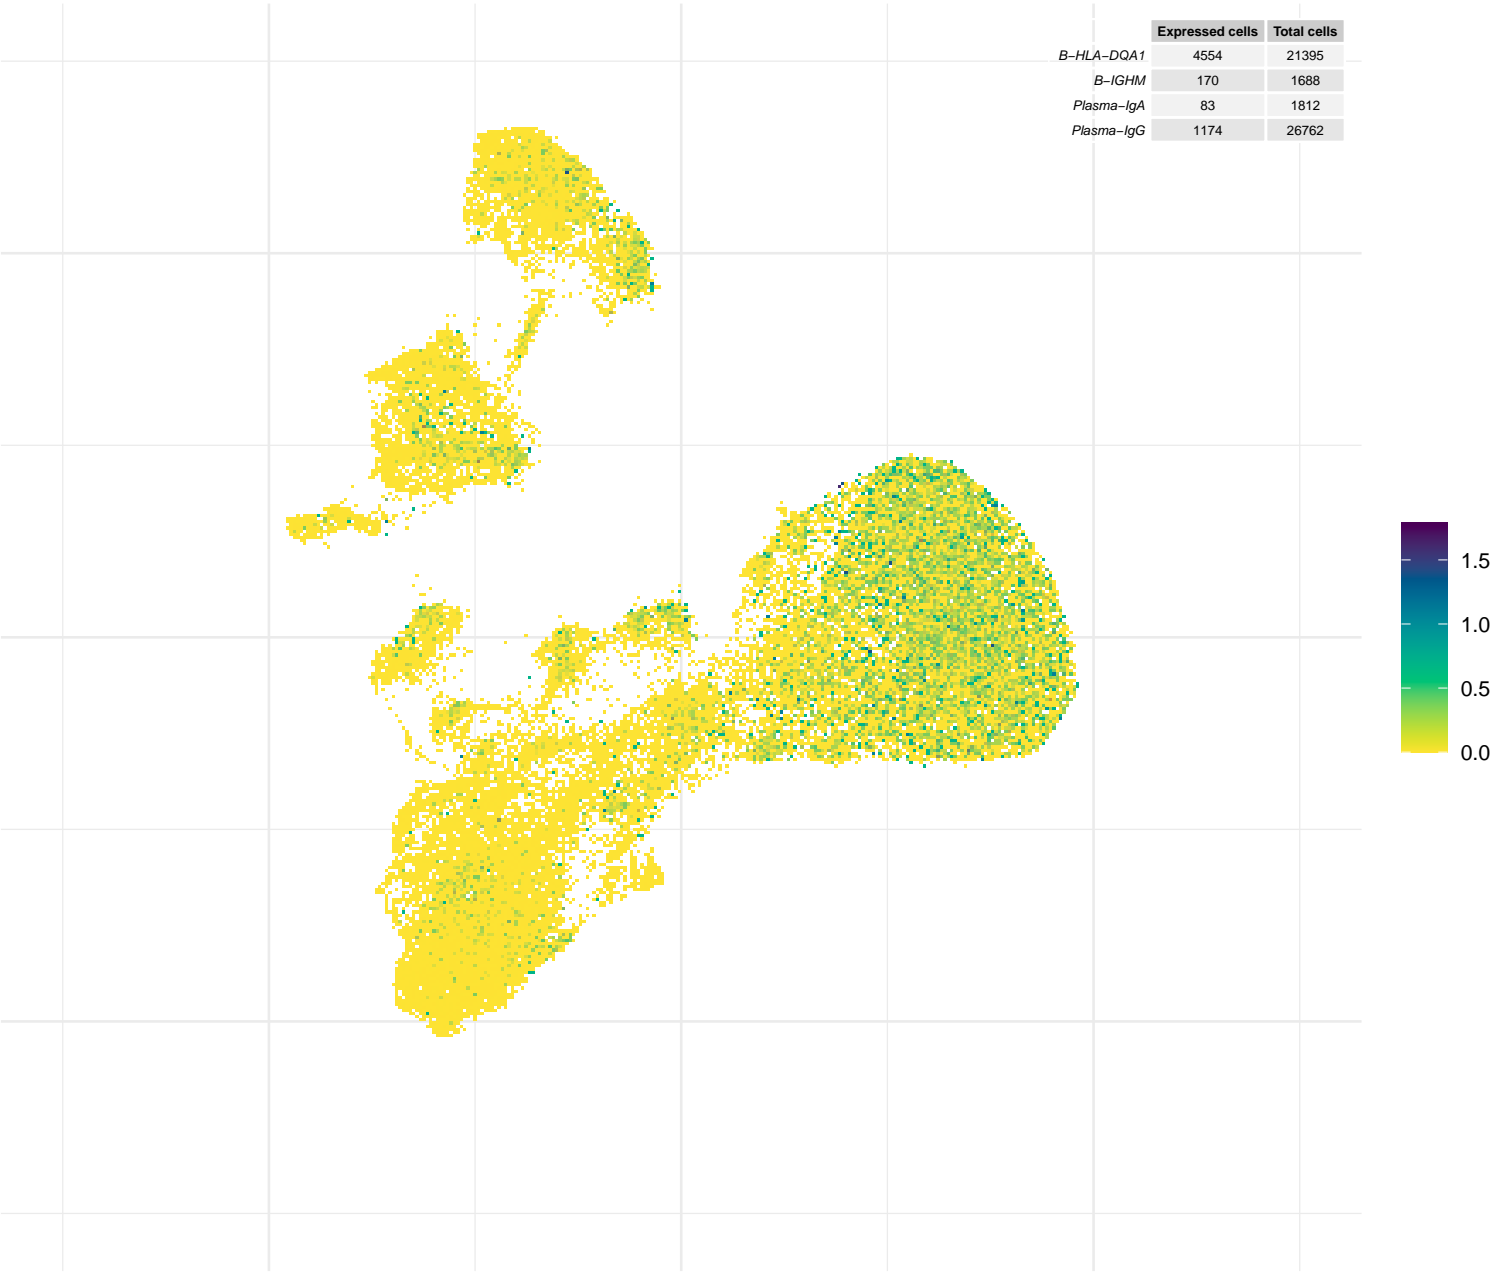 Expressed cells Total cells
B−HLA−DQA1 4554 21395
B−IGHM 170 1688
Plasma−IgA 83 1812
Plasma−IgG 1174 26762
1.5
1.0
0.5
0.0